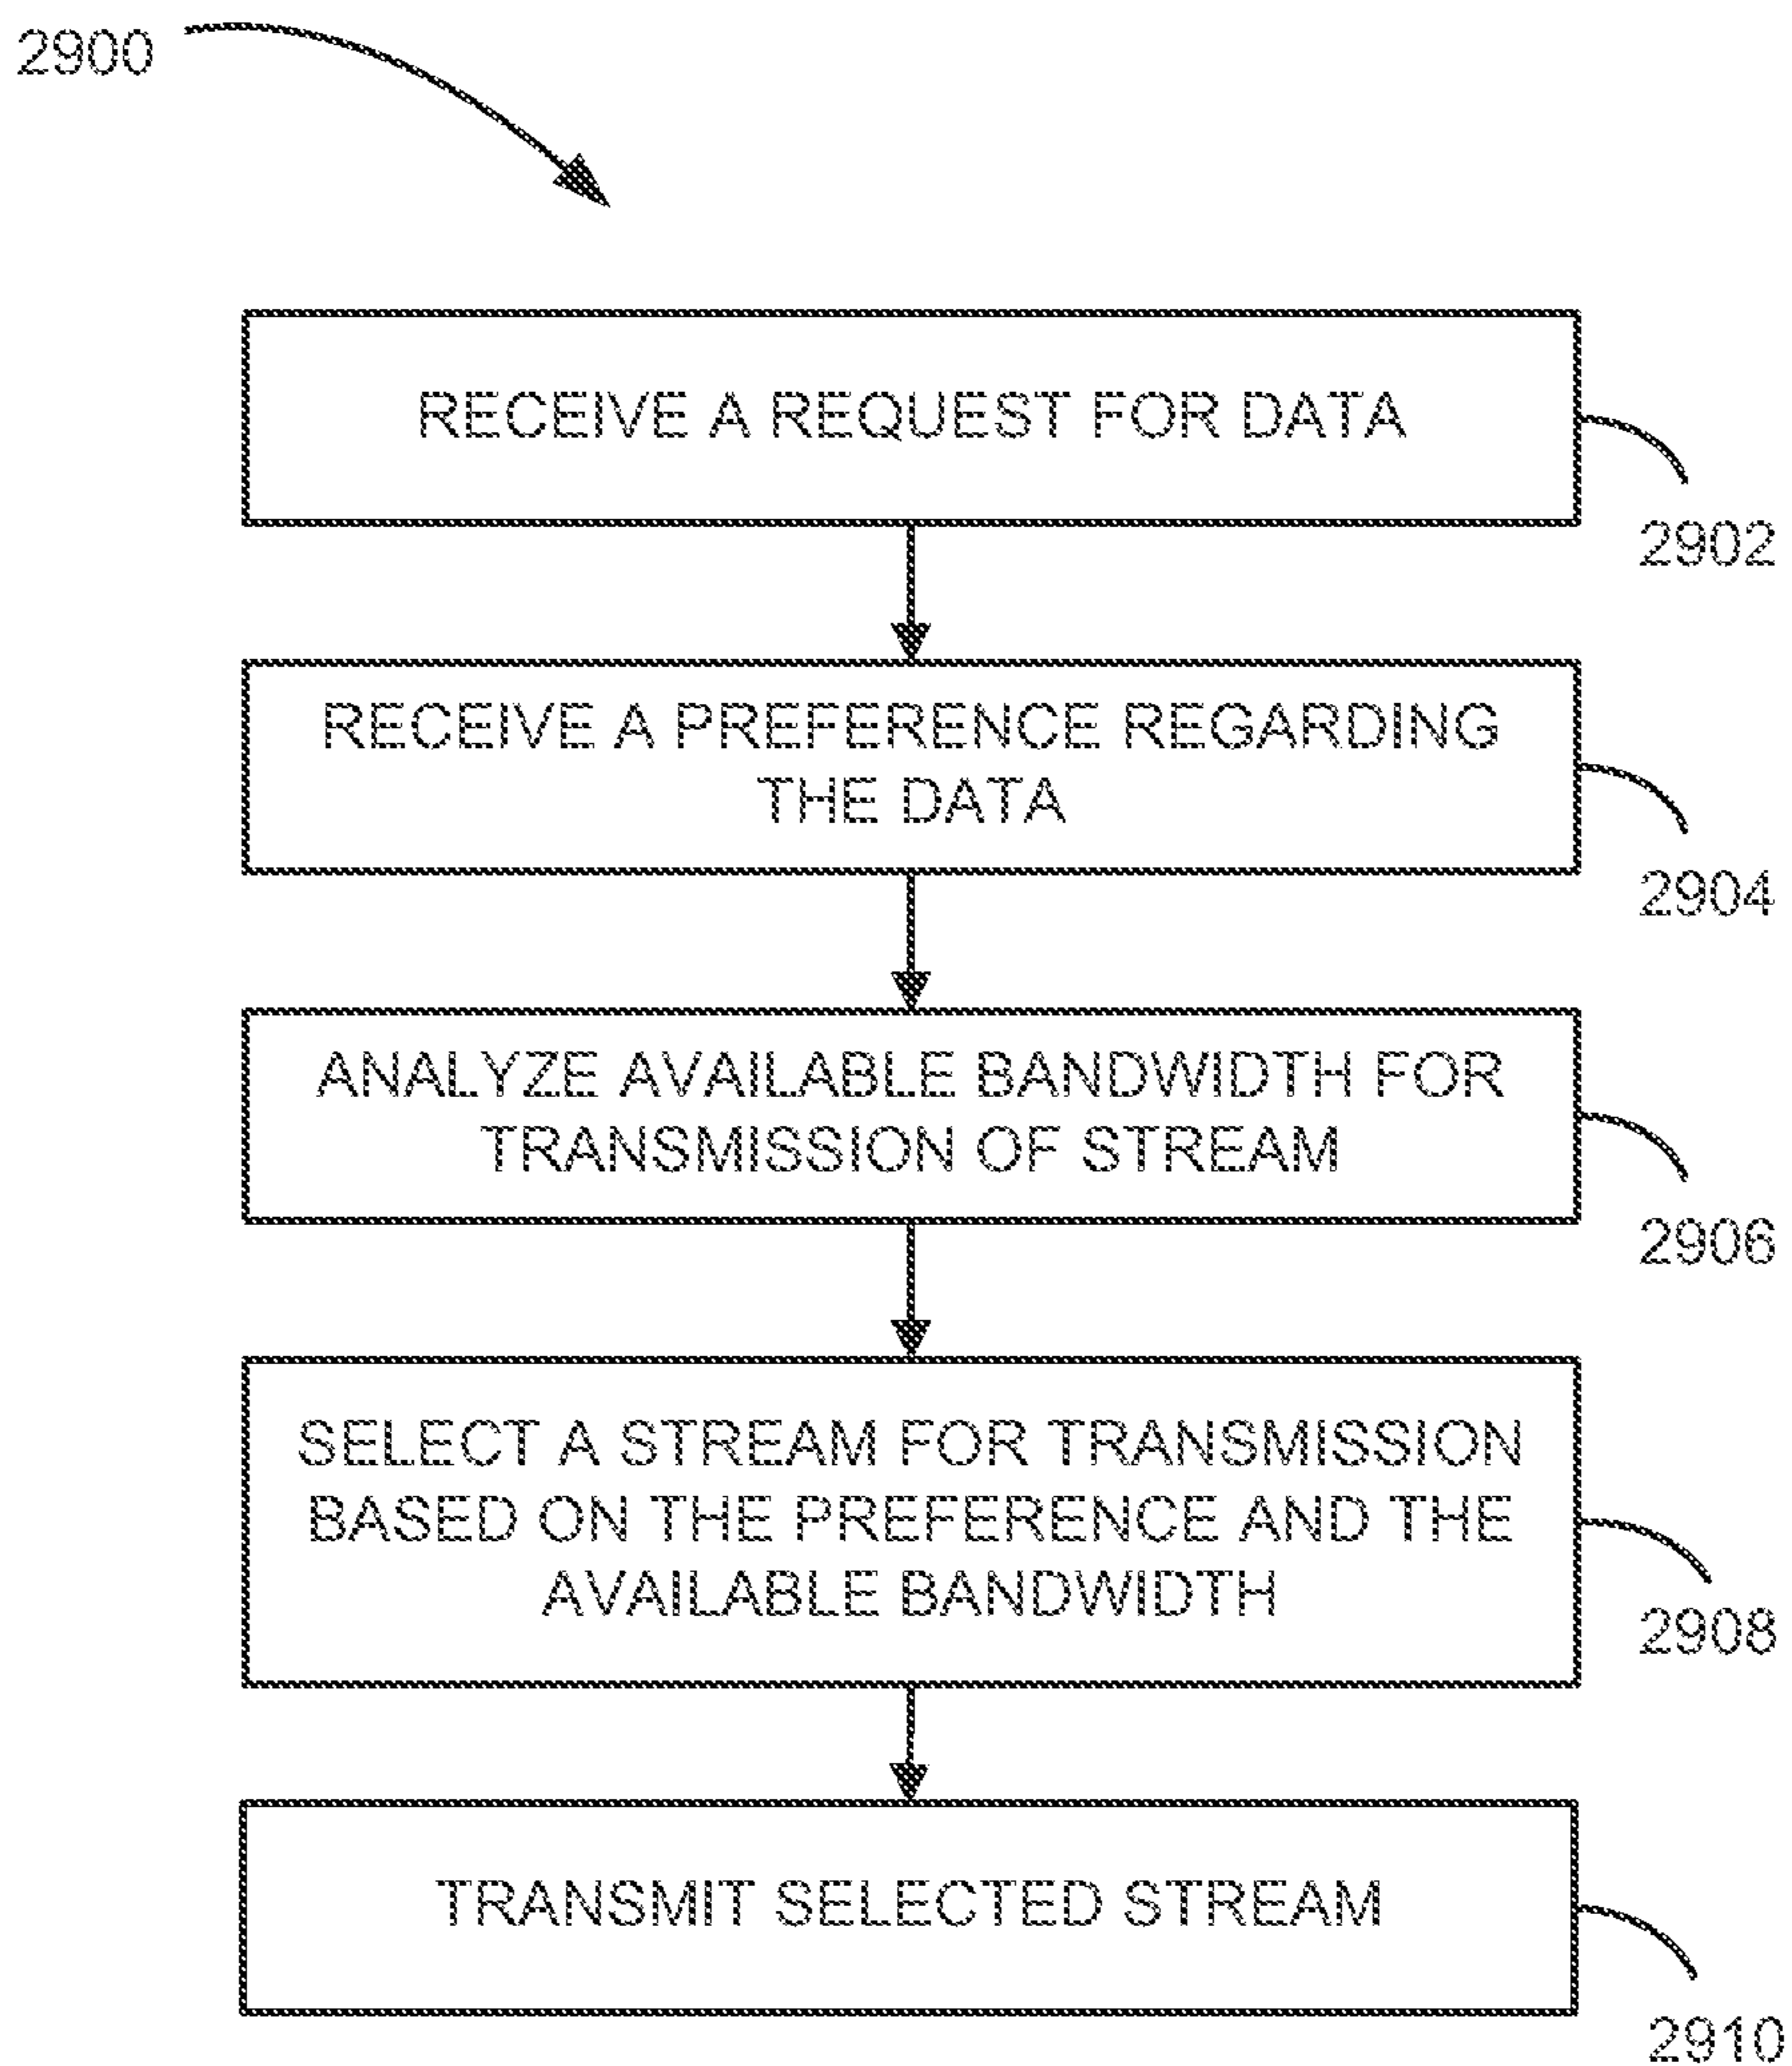 2900
RECEIVE A REQUEST FOR DATA
2902
RECEIVE A PREFERENCE REGARDING
THE DATA
2904
ANALYZE AVAILABLE BANDWIDTH FOR
TRANSMISSION OF STREAM
2906
SELECT A STREAM FOR TRANSMISSION
BASED ON THE PREFERENCE AND THE
AVAILABLE BANDWIDTH
2908
TRANSMIT SELECTED STREAM
2910